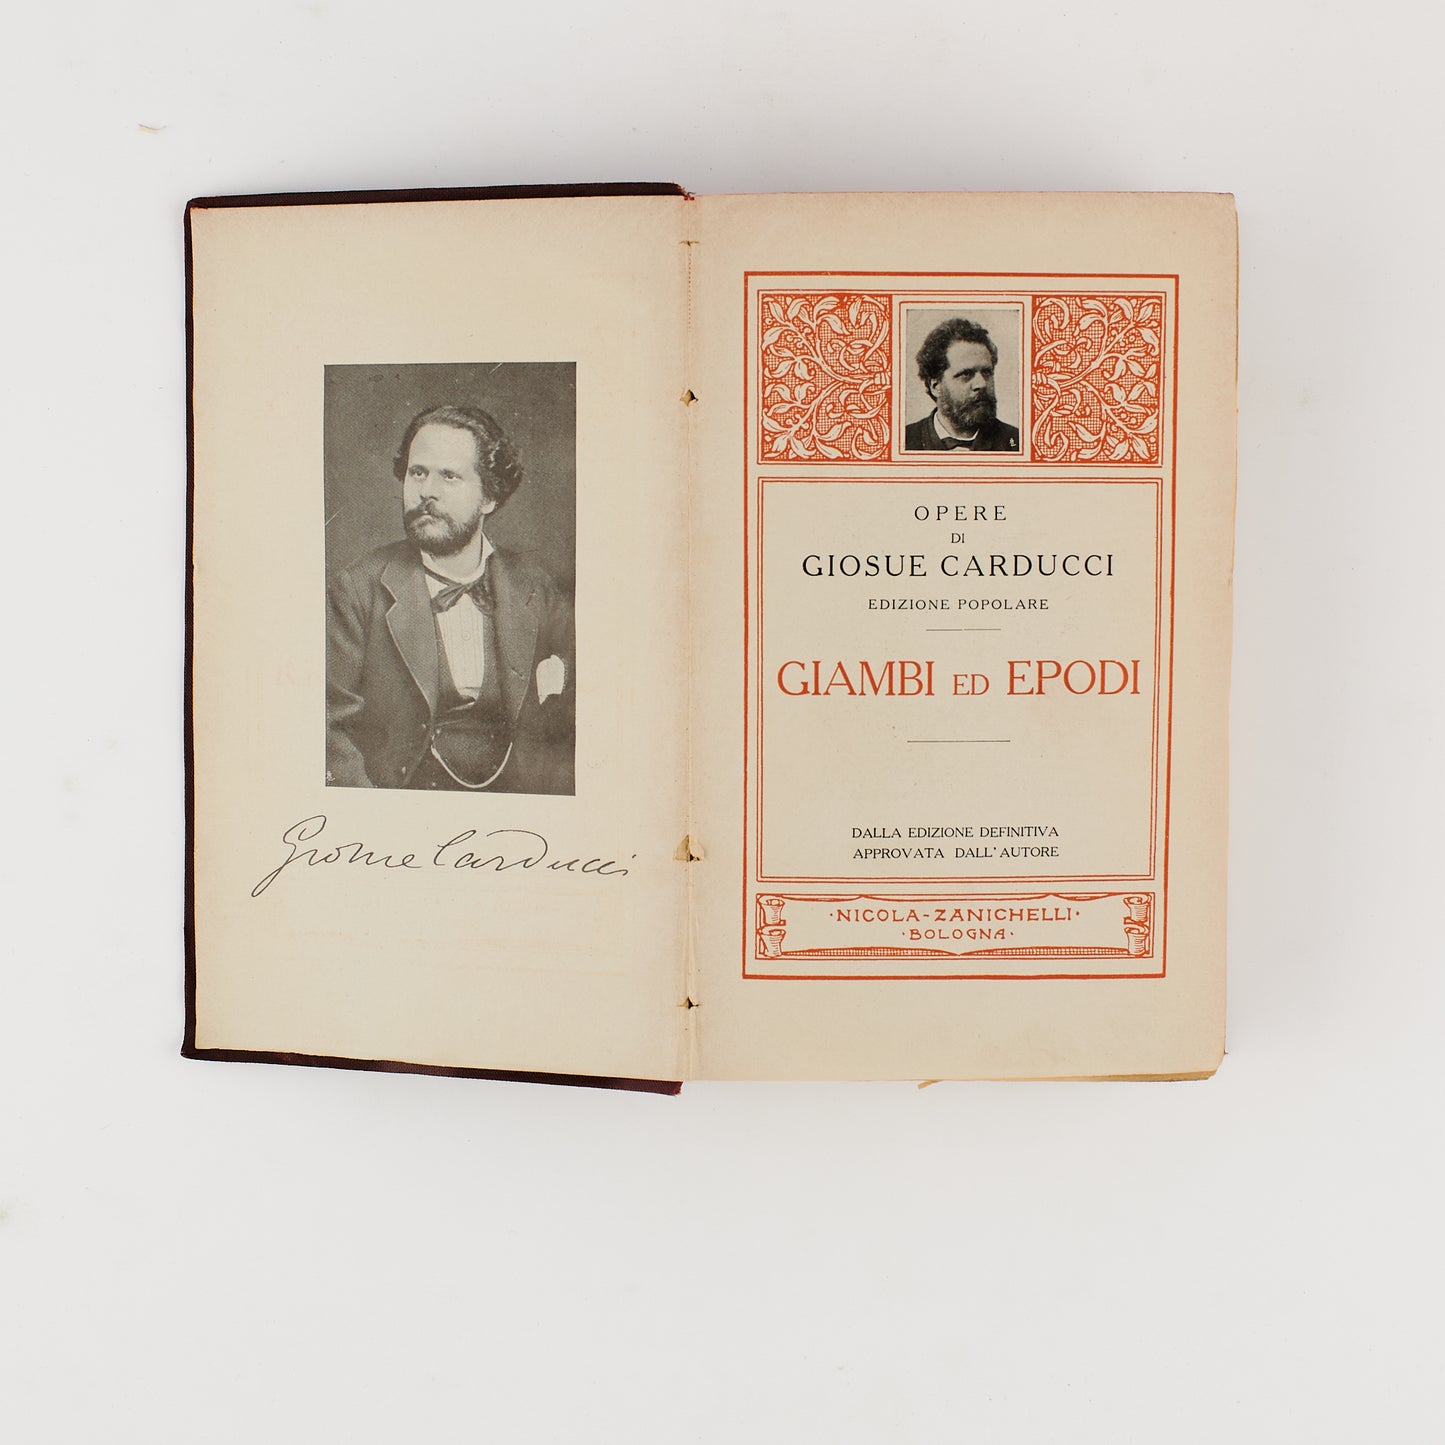 Giosue Carducci
OPERE
DI
GIOSUE CARDUCCI
EDIZIONE POPOLARE
GIAMBI ED EPODI
DALLA EDIZIONE DEFINITIVA
APPROVATA DALL'AUTORE
·NICOLA-ZANICHELLI·
·BOLOGNA·